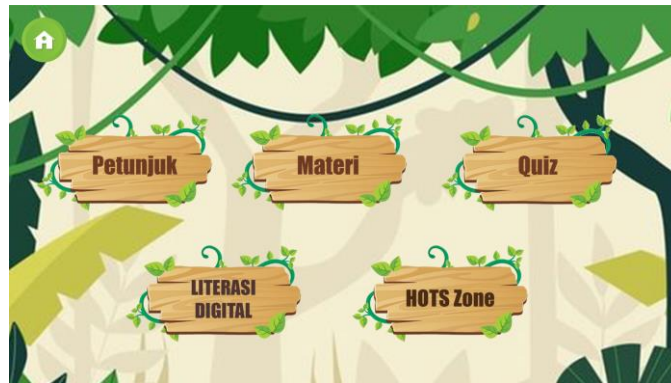 Petunjuk
Materi
Quiz
LITERASI
DIGITAL
HOTS Zone